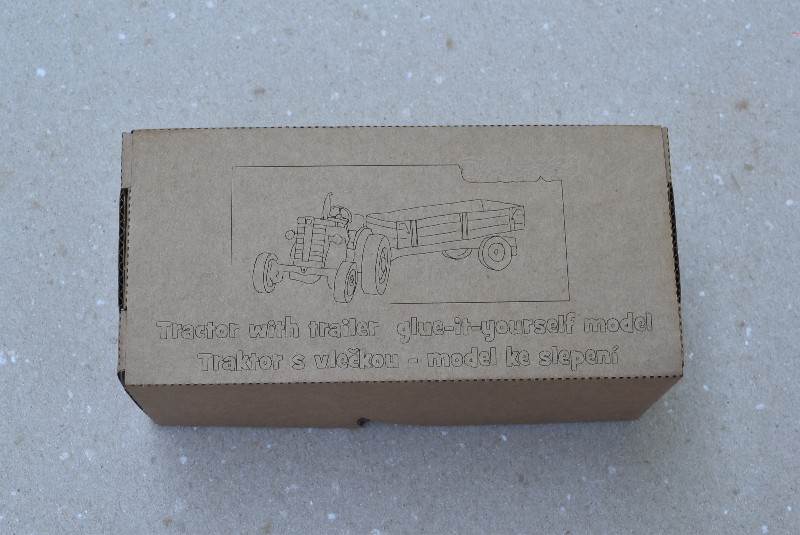 Tractor with trailer glue-it-yourself model
Traktor s vlečkou - model ke slepení